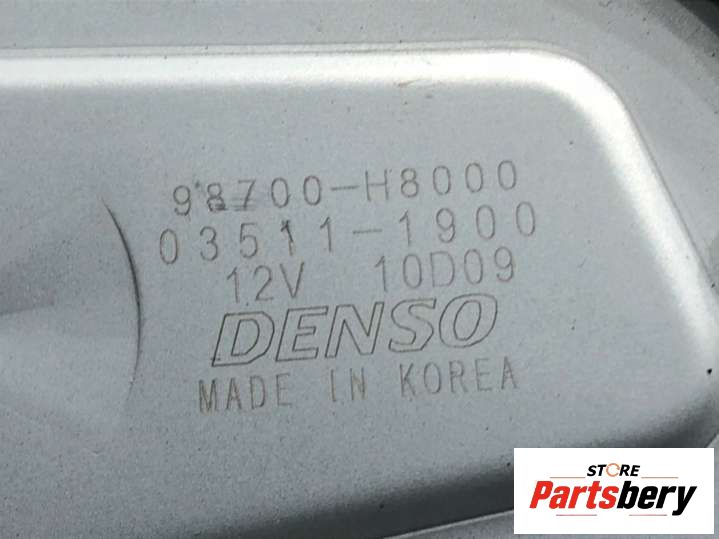 98700-H8000
03511-1900
12V 10D09
DENSO
MADE IN KOREA
STORE
Partsbery